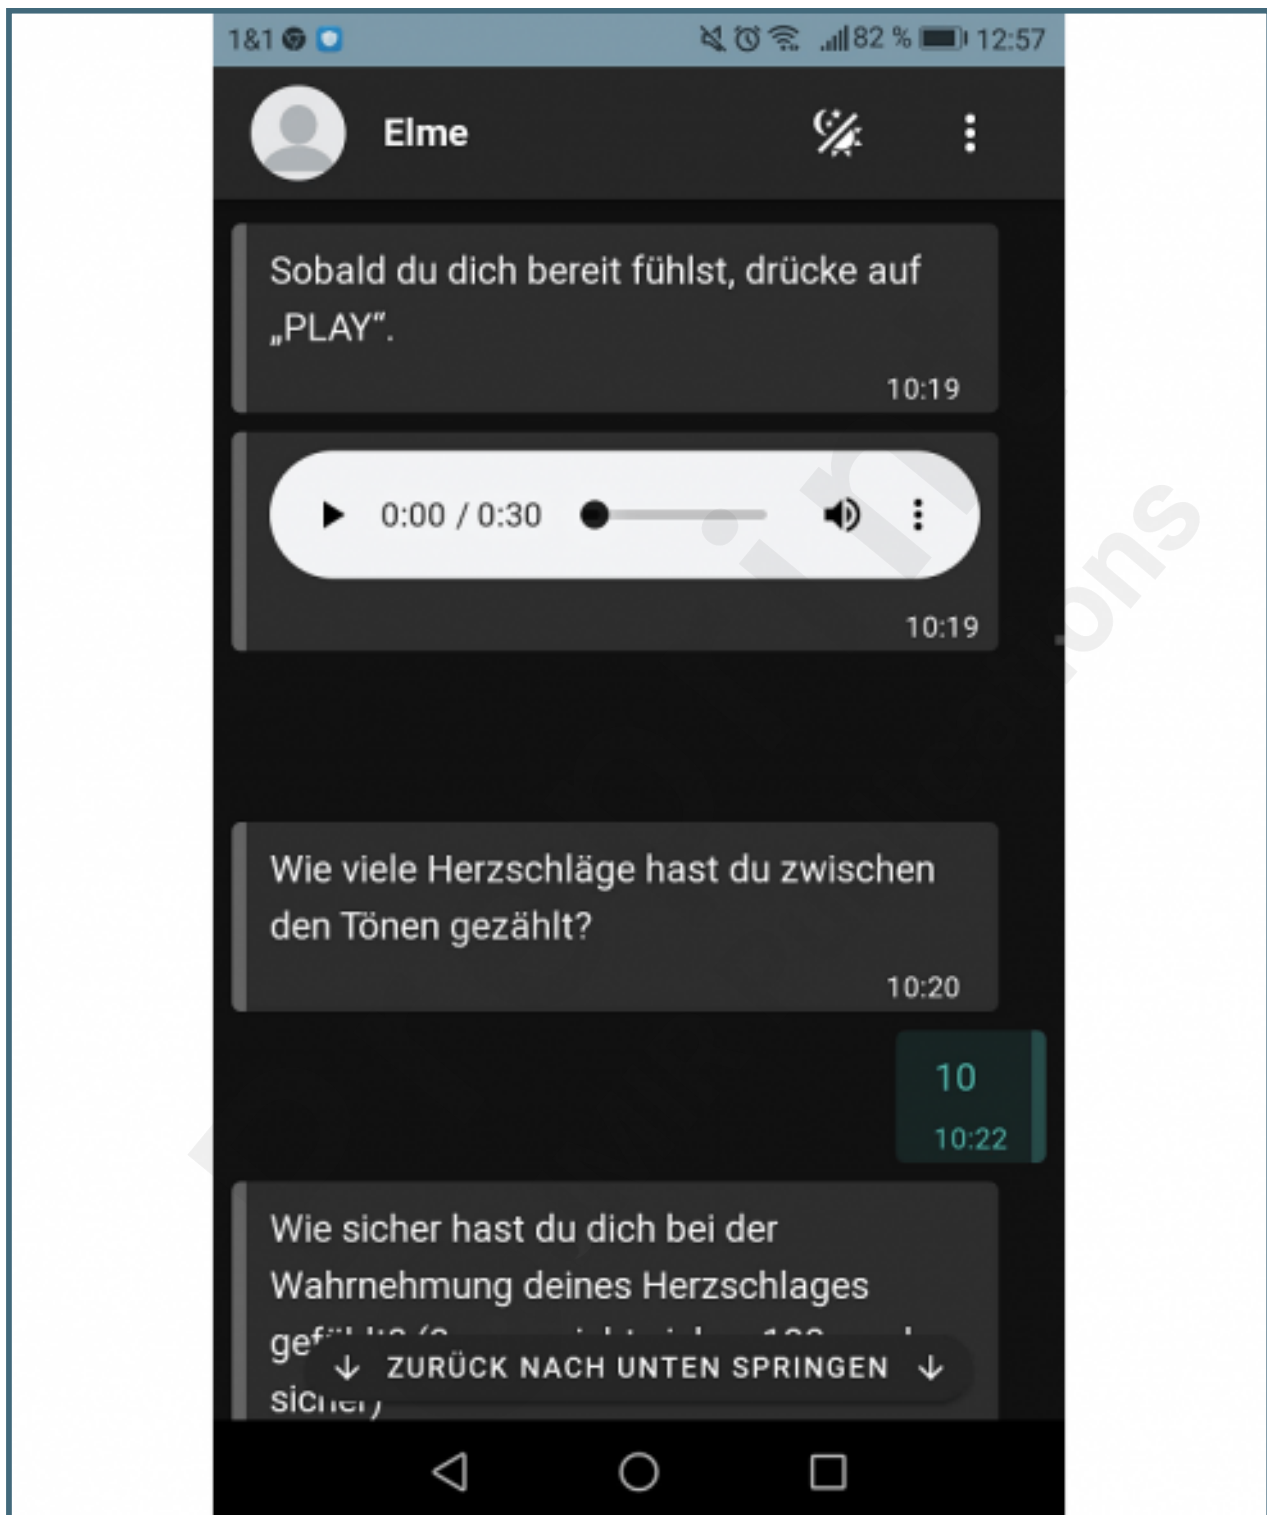 1&1 82 % 12:57
Elme
Sobald du dich bereit fühlst, drücke auf
„PLAY“.
10:19
0:00 / 0:30
10:19
Wie viele Herzschläge hast du zwischen
den Tönen gezählt?
10:20
10
10:22
Wie sicher hast du dich bei der
Wahrnehmung deines Herzschlages
ZURÜCK NACH UNTEN SPRINGEN
sicher)